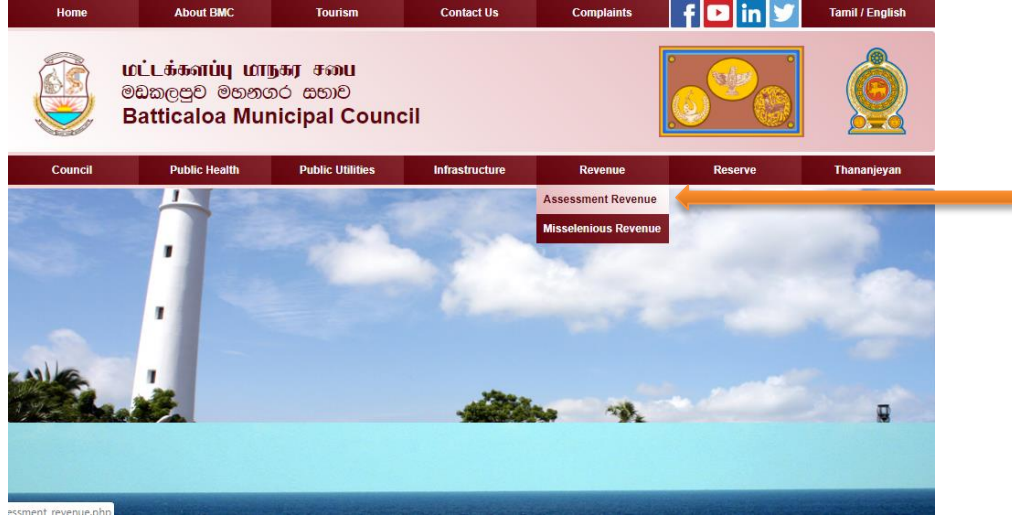 Home About BMC Tourism Contact Us Complaints Tamil / English
மட்டக்களப்பு மாநகர சபை
මඩකලපුව මහනගර සභාව
Batticaloa Municipal Council
Council Public Health Public Utilities Infrastructure Revenue Reserve Thananjeyan
Assessment Revenue
Misselenious Revenue
essment_revenue.php